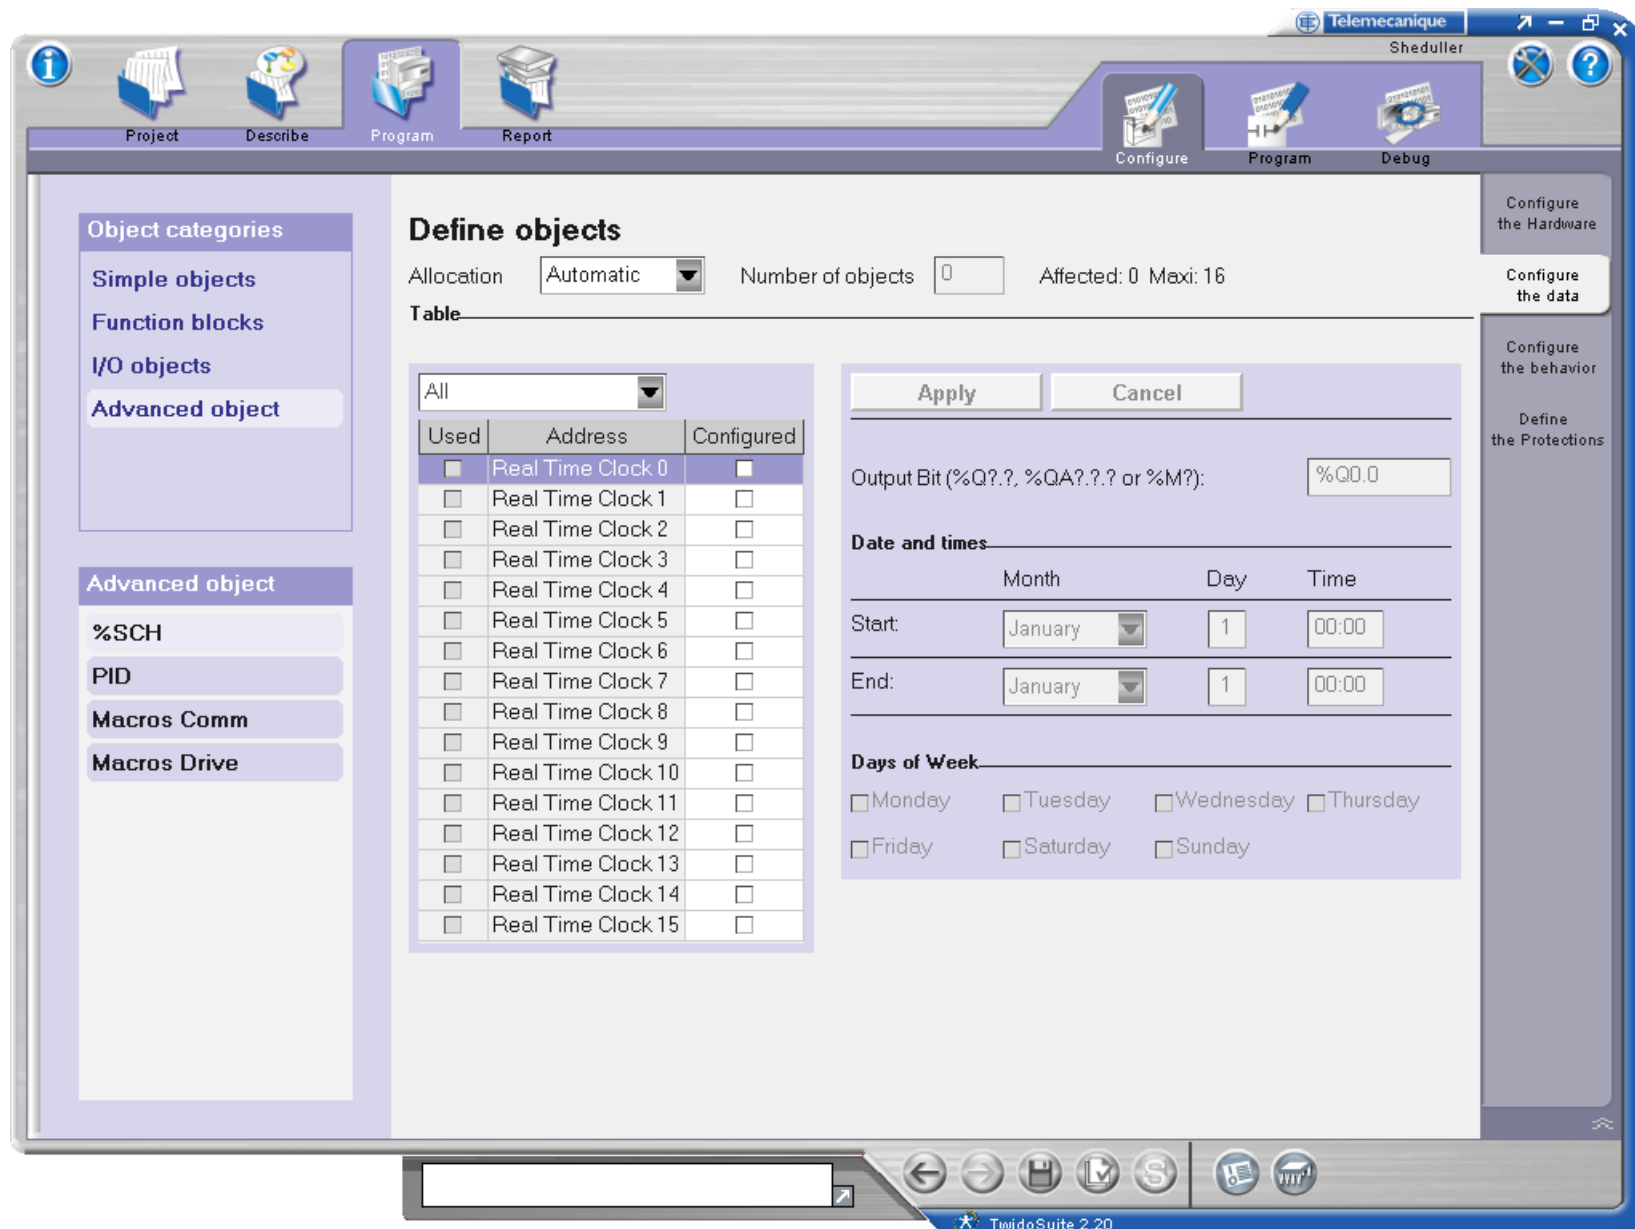 Telemecanique
Sheduller
Project
Describe
Program
Report
Configure
Program
Debug
Object categories
Simple objects
Function blocks
I/O objects
Advanced object
Advanced object
%SCH
PID
Macros Comm
Macros Drive
Define objects
Allocation Automatic Number of objects 0 Affected: 0 Maxi: 16
Table
All
Used Address Configured
Real Time Clock 0
Real Time Clock 1
Real Time Clock 2
Real Time Clock 3
Real Time Clock 4
Real Time Clock 5
Real Time Clock 6
Real Time Clock 7
Real Time Clock 8
Real Time Clock 9
Real Time Clock 10
Real Time Clock 11
Real Time Clock 12
Real Time Clock 13
Real Time Clock 14
Real Time Clock 15
Apply Cancel
Output Bit (%Q?.?, %QA?.?.? or %M?): %Q0.0
Date and times
Month Day Time
Start: January 1 00:00
End: January 1 00:00
Days of Week
Monday Tuesday Wednesday Thursday
Friday Saturday Sunday
Configure
the Hardware
Configure
the data
Configure
the behavior
Define
the Protections
TwidoSuite 2.20